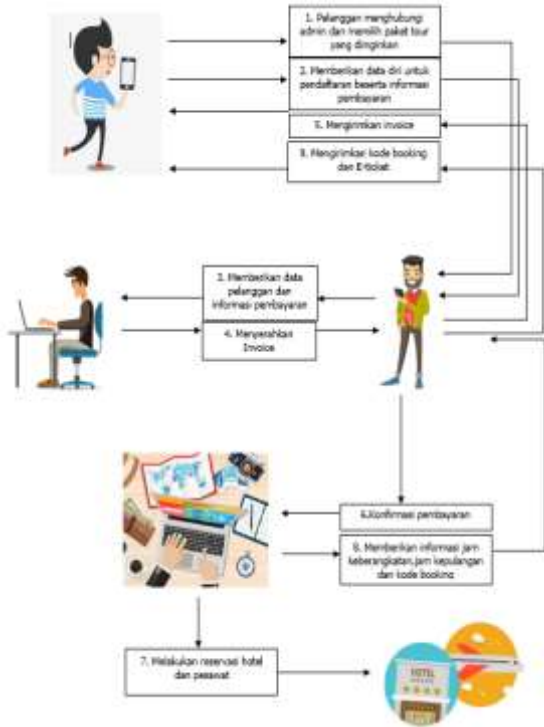 1. Pelanggan menghubungi
admin dan memilih paket tour
yang diinginkan
2. Memberikan data diri untuk
pendaftaran beserta informasi
pembayaran
5. Mengirimkan invoice
9. Mengirimkan kode booking
dan E-ticket
3. Memberikan data
pelanggan dan
informasi pembayaran
4. Menyerahkan
Invoice
6.Konfirmasi pembayaran
8. Memberikan informasi jam
keberangkatan,jam kepulangan
dan kode booking
7. Melakukan reservasi hotel
dan pesawat
HOTEL